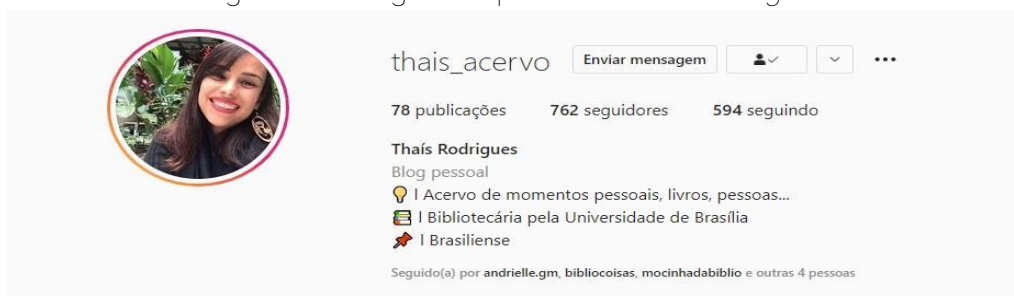 thais_acervo Enviar mensagem
78 publicações 762 seguidores 594 seguindo
Thaís Rodrigues
Blog pessoal
💡 I Acervo de momentos pessoais, livros, pessoas...
📚 I Bibliotecária pela Universidade de Brasília
📌 I Brasiliense
Seguido(a) por andrielle.gm, bibliocoisas, mocinhadabiblio e outras 4 pessoas